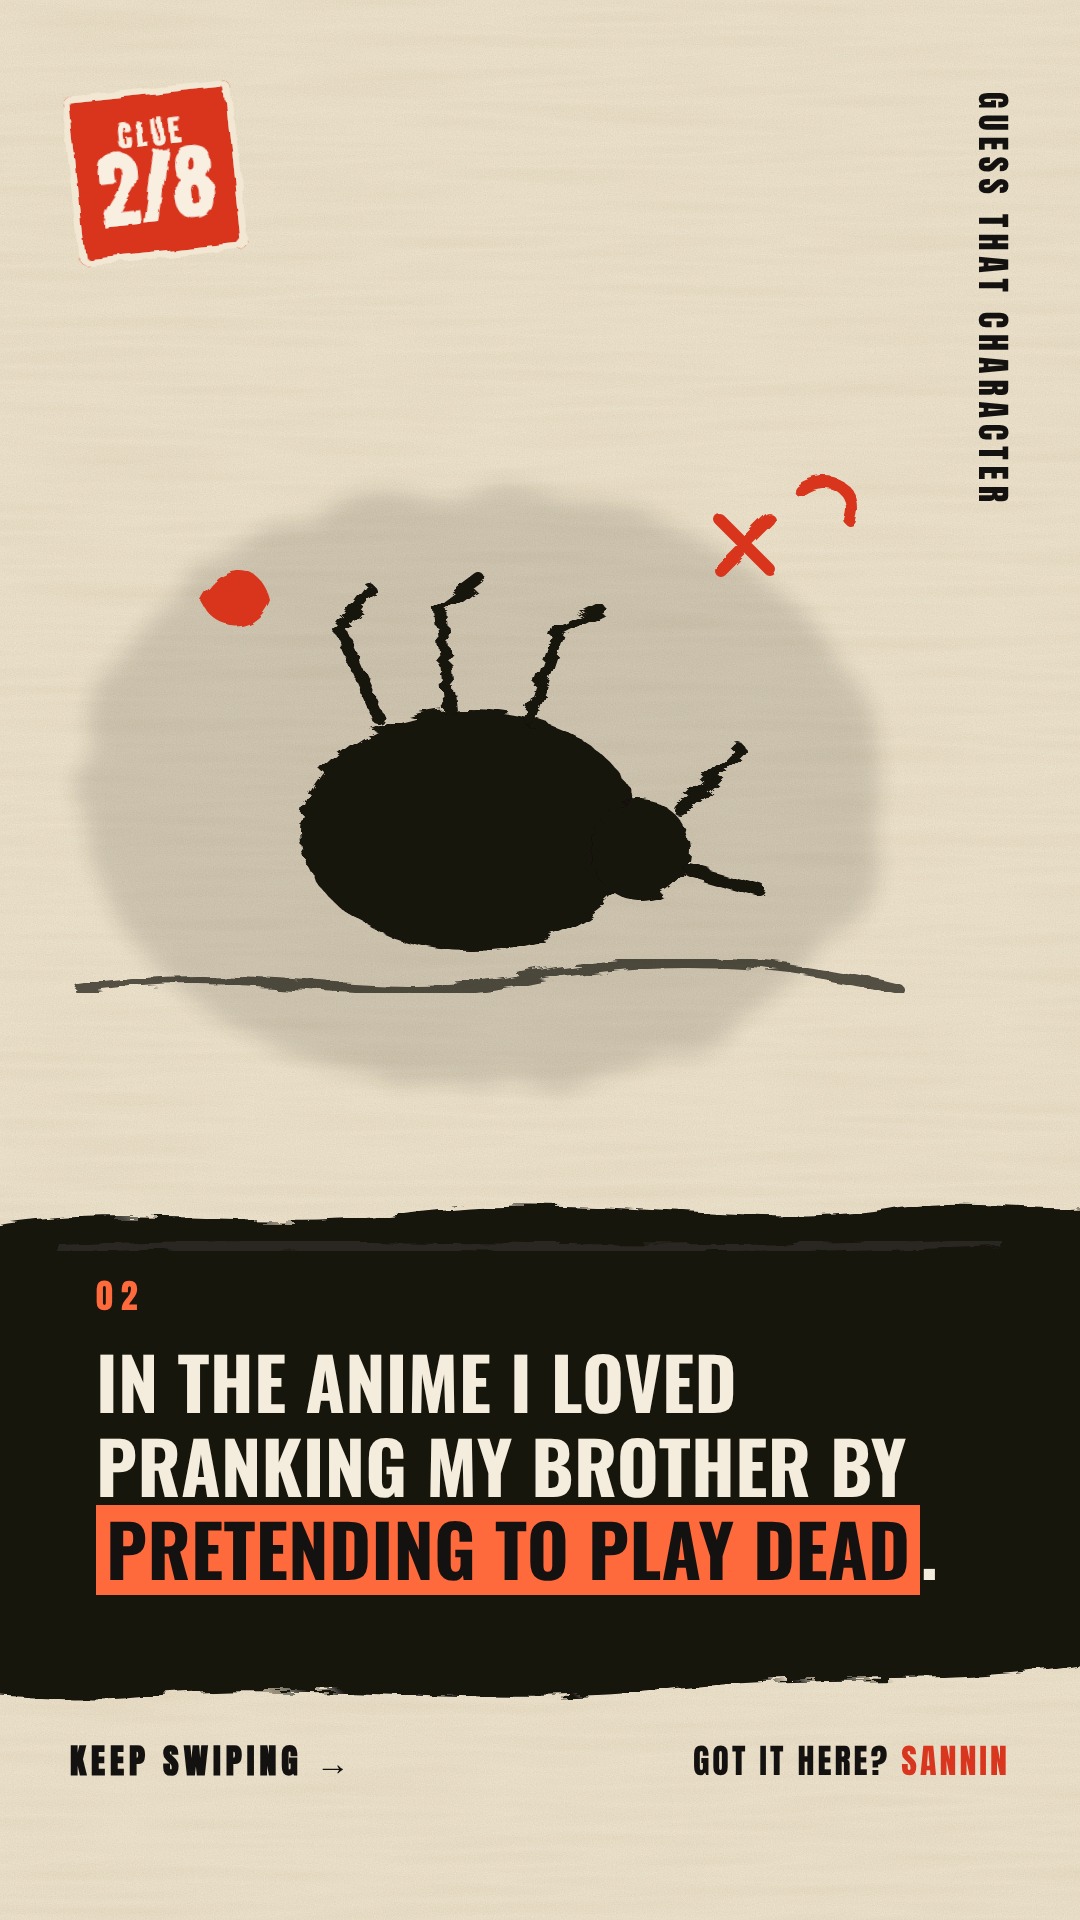 CLUE
2/8
GUESS THAT CHARACTER
02
IN THE ANIME I LOVED
PRANKING MY BROTHER BY
PRETENDING TO PLAY DEAD.
KEEP SWIPING →
GOT IT HERE? SANNIN